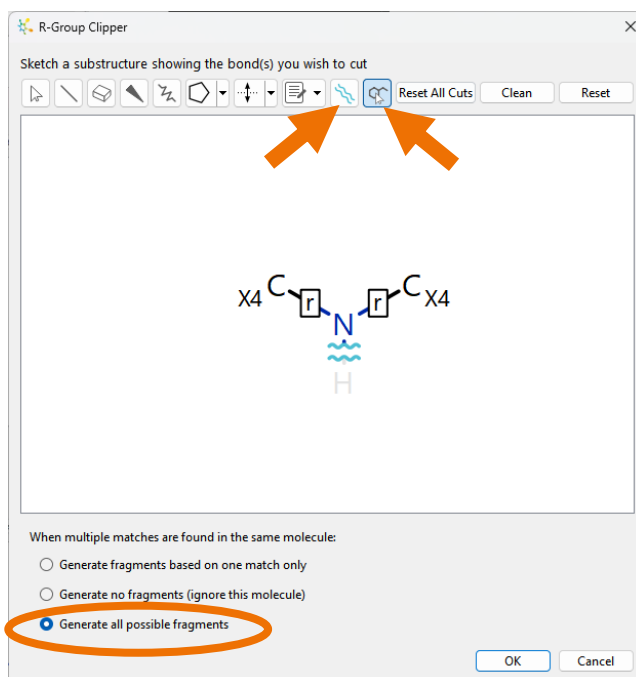 R-Group Clipper
Sketch a substructure showing the bond(s) you wish to cut
Reset All Cuts Clean Reset
X4 C r N r C X4
H
When multiple matches are found in the same molecule:
Generate fragments based on one match only
Generate no fragments (ignore this molecule)
Generate all possible fragments
OK Cancel